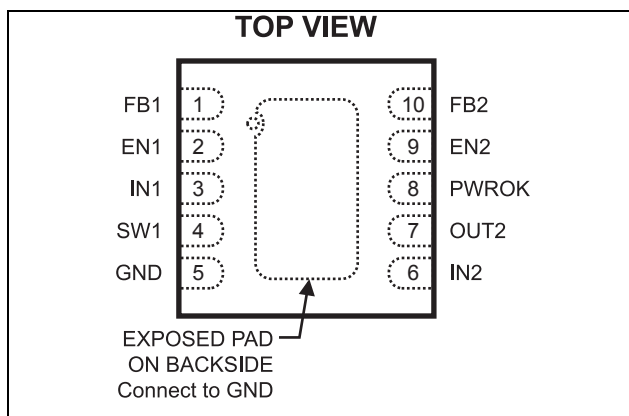 TOP VIEW
FB1 1 10 FB2
EN1 2 9 EN2
IN1 3 8 PWROK
SW1 4 7 OUT2
GND 5 6 IN2
EXPOSED PAD
ON BACKSIDE
Connect to GND